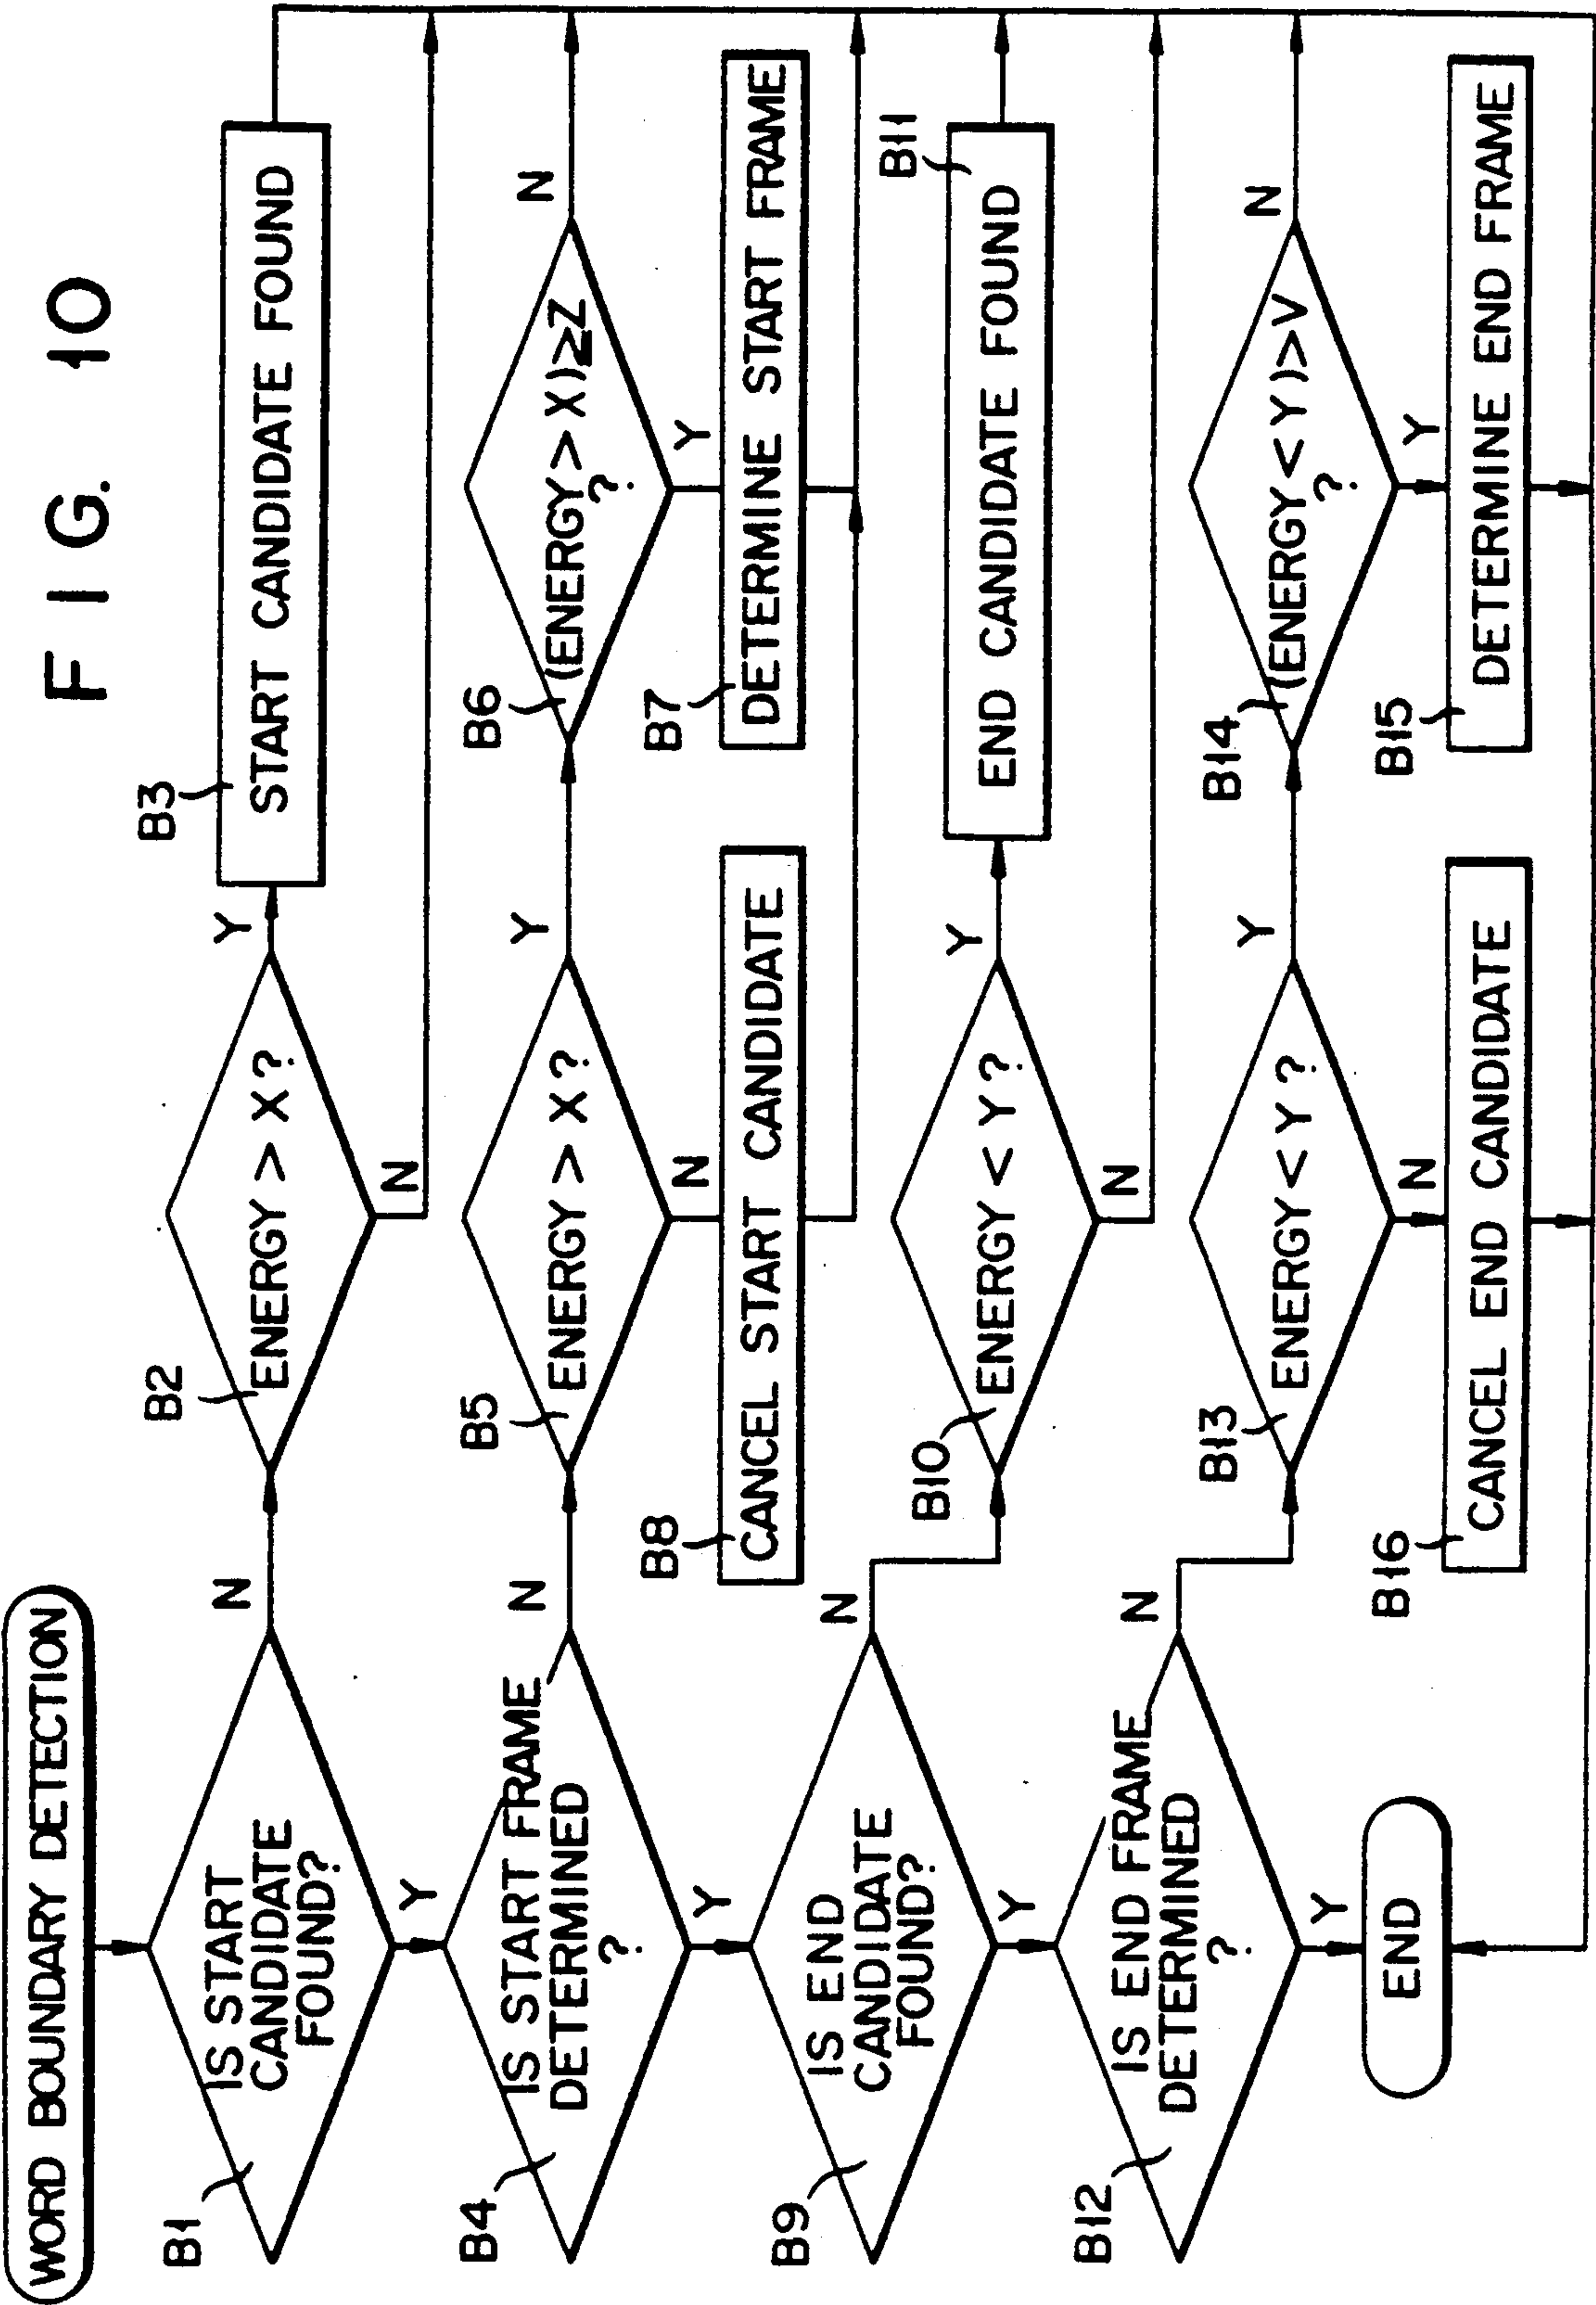 FIG. 10
WORD BOUNDARY DETECTION
B1
IS START
CANDIDATE
FOUND?
N
Y
B2
ENERGY > X ?
Y
N
B3
START CANDIDATE FOUND
B4
IS START FRAME
DETERMINED
?
N
Y
B5
ENERGY > X ?
Y
N
B6
(ENERGY > X) ≥ Z
?
N
Y
B8
CANCEL START CANDIDATE
B7
DETERMINE START FRAME
B9
IS END
CANDIDATE
FOUND?
N
Y
B10
ENERGY < Y ?
Y
N
B11
END CANDIDATE FOUND
B12
IS END FRAME
DETERMINED
?
N
Y
B13
ENERGY < Y ?
Y
N
B14
(ENERGY < Y) > V
?
N
Y
B16
CANCEL END CANDIDATE
B15
DETERMINE END FRAME
END